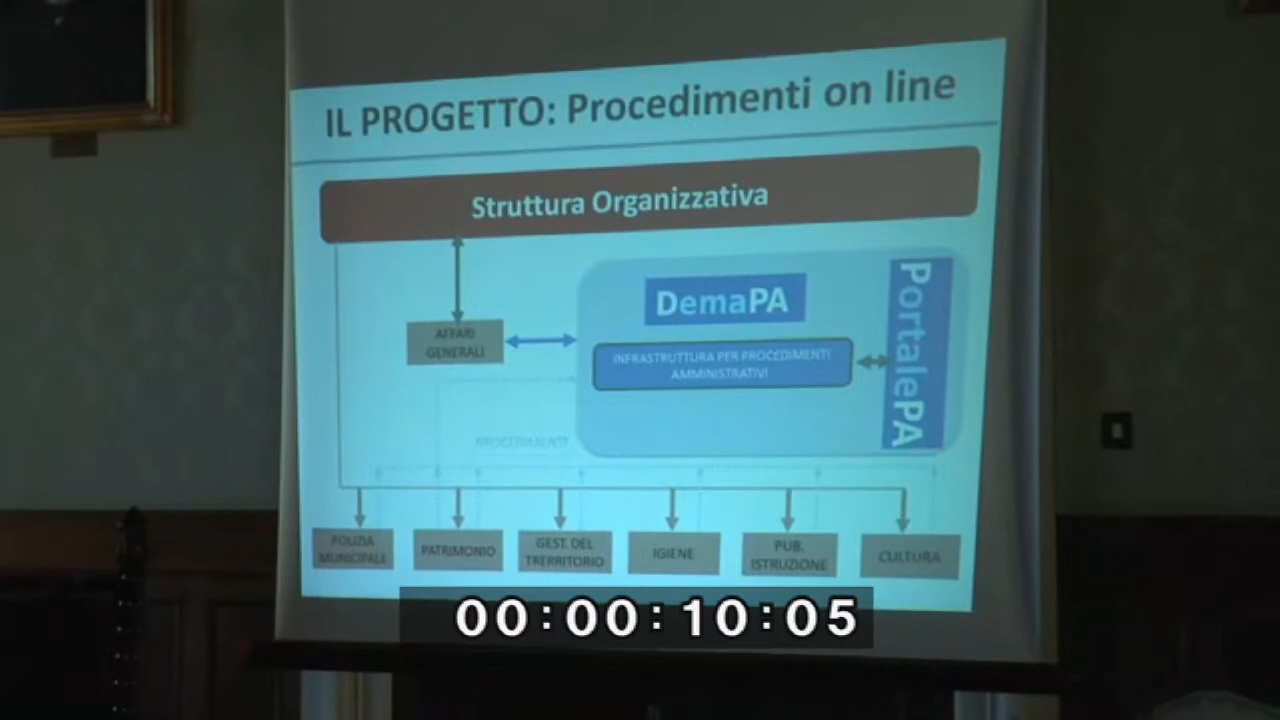 IL PROGETTO: Procedimenti on line
Struttura Organizzativa
DemaPA
PortalePA
AFFARI
GENERALI
INFRASTRUTTURA PER PROCEDIMENTI
AMMINISTRATIVI
PROCEDIMENTI
POLIZIA
MUNICIPALE
PATRIMONIO
GEST. DEL
TRERRITORIO
IGIENE
PUB.
ISTRUZIONE
CULTURA
00:00:10:05